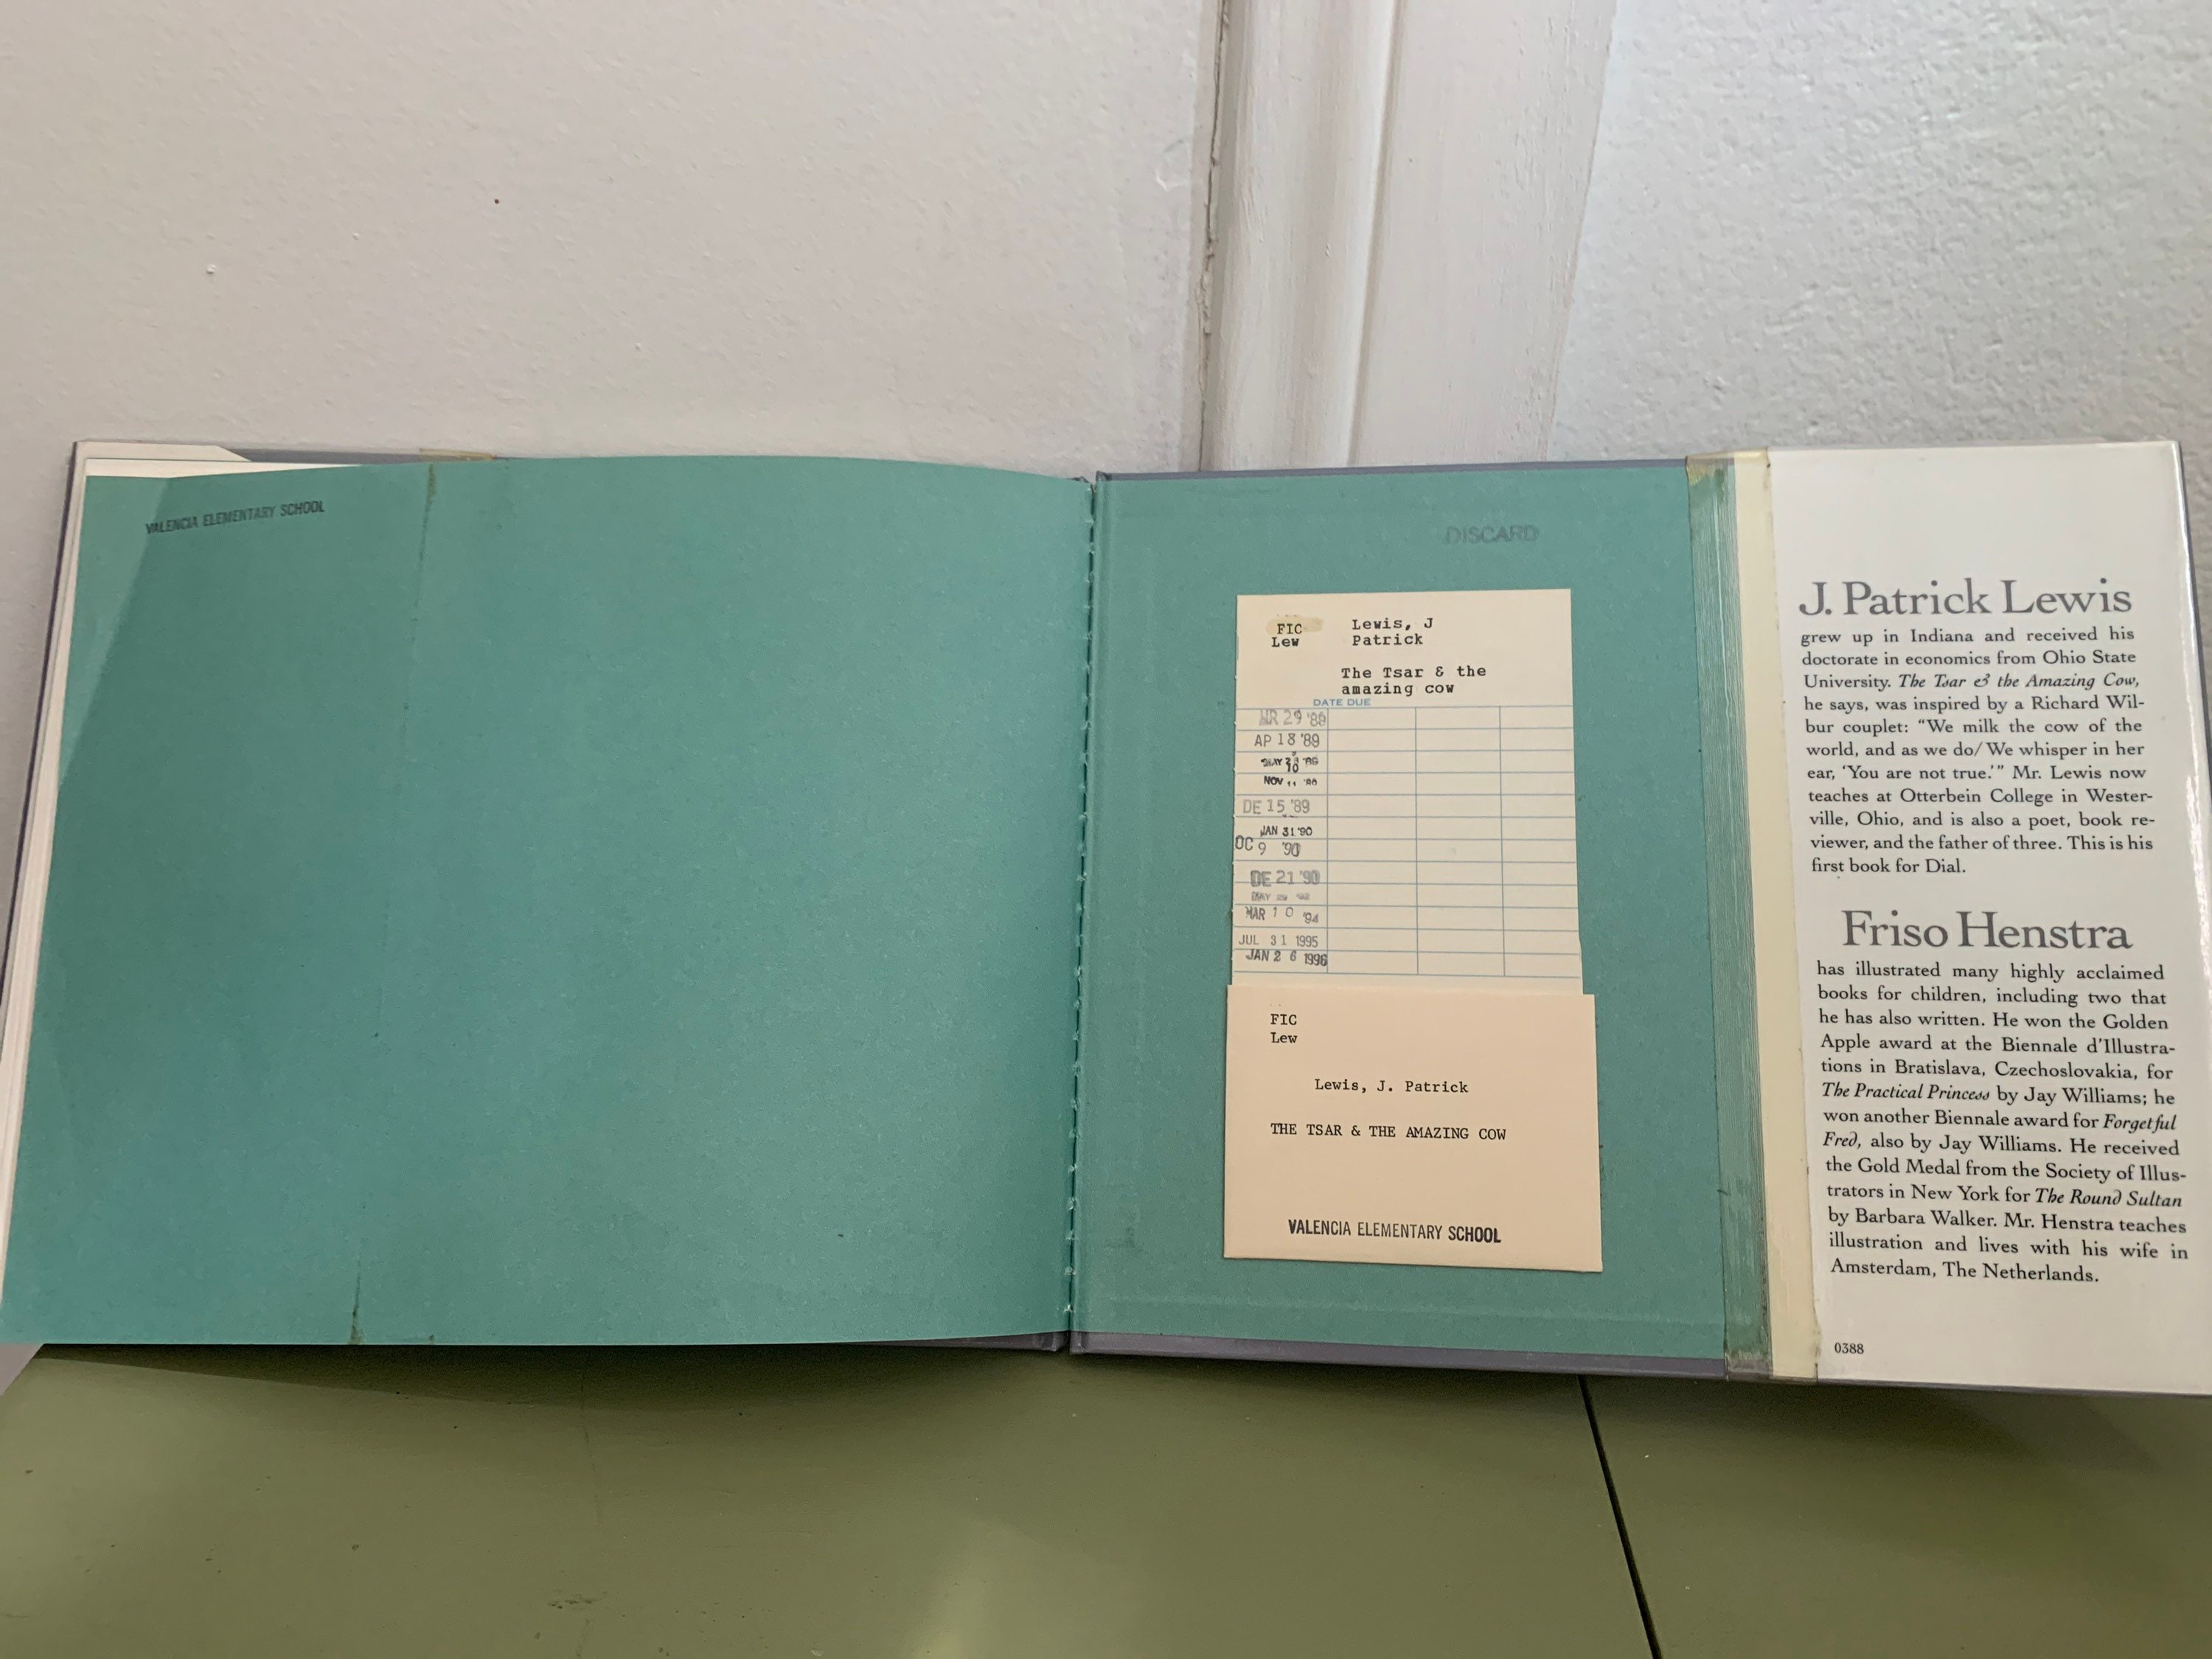 VALENCIA ELEMENTARY SCHOOL
DISCARD
FIC
Lew
Lewis, J
Patrick
The Tsar & the
amazing cow
DATE DUE
MR 29 '89
AP 18 '89
NOV
DE 15 '89
JAN 31 '90
OC 9 '90
DE 21 '90
MAY
MAR 10 '94
JUL 31 1995
JAN 26 1996
FIC
Lew
Lewis, J. Patrick
THE TSAR & THE AMAZING COW
VALENCIA ELEMENTARY SCHOOL
J. Patrick Lewis
grew up in Indiana and received his
doctorate in economics from Ohio State
University. The Tsar & the Amazing Cow,
he says, was inspired by a Richard Wil-
bur couplet: “We milk the cow of the
world, and as we do/We whisper in her
ear, ‘You are not true.’” Mr. Lewis now
teaches at Otterbein College in Wester-
ville, Ohio, and is also a poet, book re-
viewer, and the father of three. This is his
first book for Dial.
Friso Henstra
has illustrated many highly acclaimed
books for children, including two that
he has also written. He won the Golden
Apple award at the Biennale d'Illustra-
tions in Bratislava, Czechoslovakia, for
The Practical Princess by Jay Williams; he
won another Biennale award for Forgetful
Fred, also by Jay Williams. He received
the Gold Medal from the Society of Illus-
trators in New York for The Round Sultan
by Barbara Walker. Mr. Henstra teaches
illustration and lives with his wife in
Amsterdam, The Netherlands.
0388